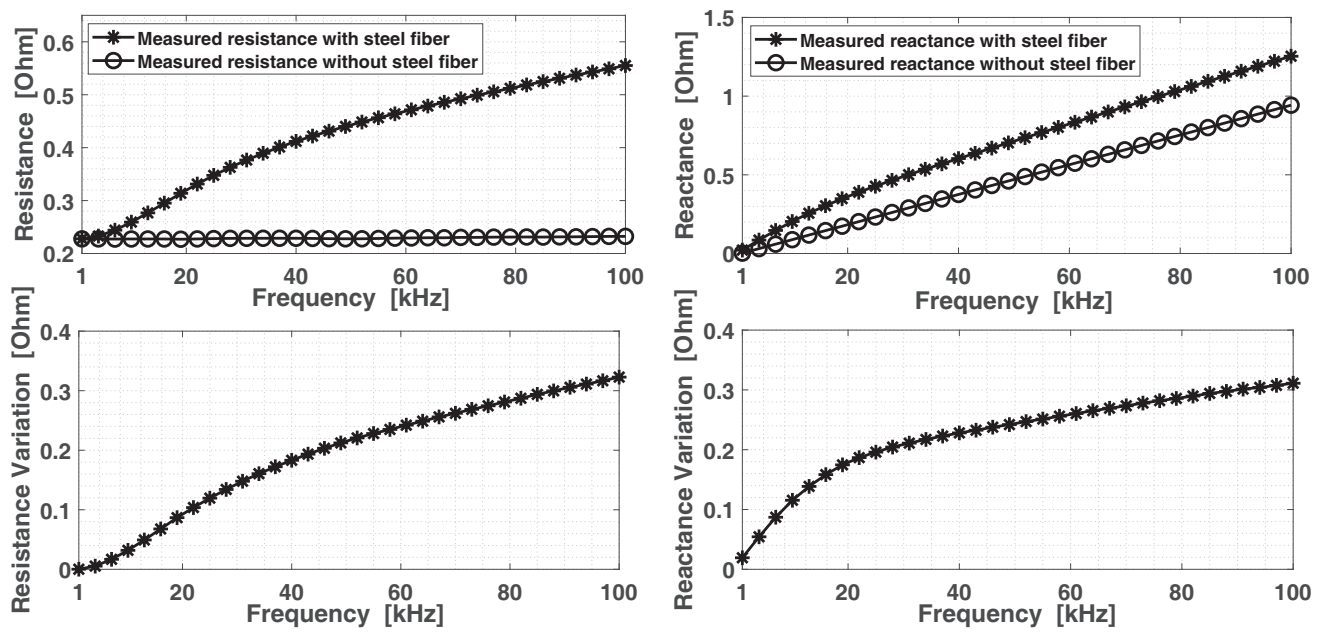 Resistance [Ohm]
0.6
0.5
0.4
0.3
0.2
Measured resistance with steel fiber
Measured resistance without steel fiber
1 20 40 60 80 100
Frequency [kHz]
Reactance [Ohm]
1.5
1
0.5
0
Measured reactance with steel fiber
Measured reactance without steel fiber
1 20 40 60 80 100
Frequency [kHz]
Resistance Variation [Ohm]
0.4
0.3
0.2
0.1
0
1 20 40 60 80 100
Frequency [kHz]
Reactance Variation [Ohm]
0.4
0.3
0.2
0.1
0
1 20 40 60 80 100
Frequency [kHz]